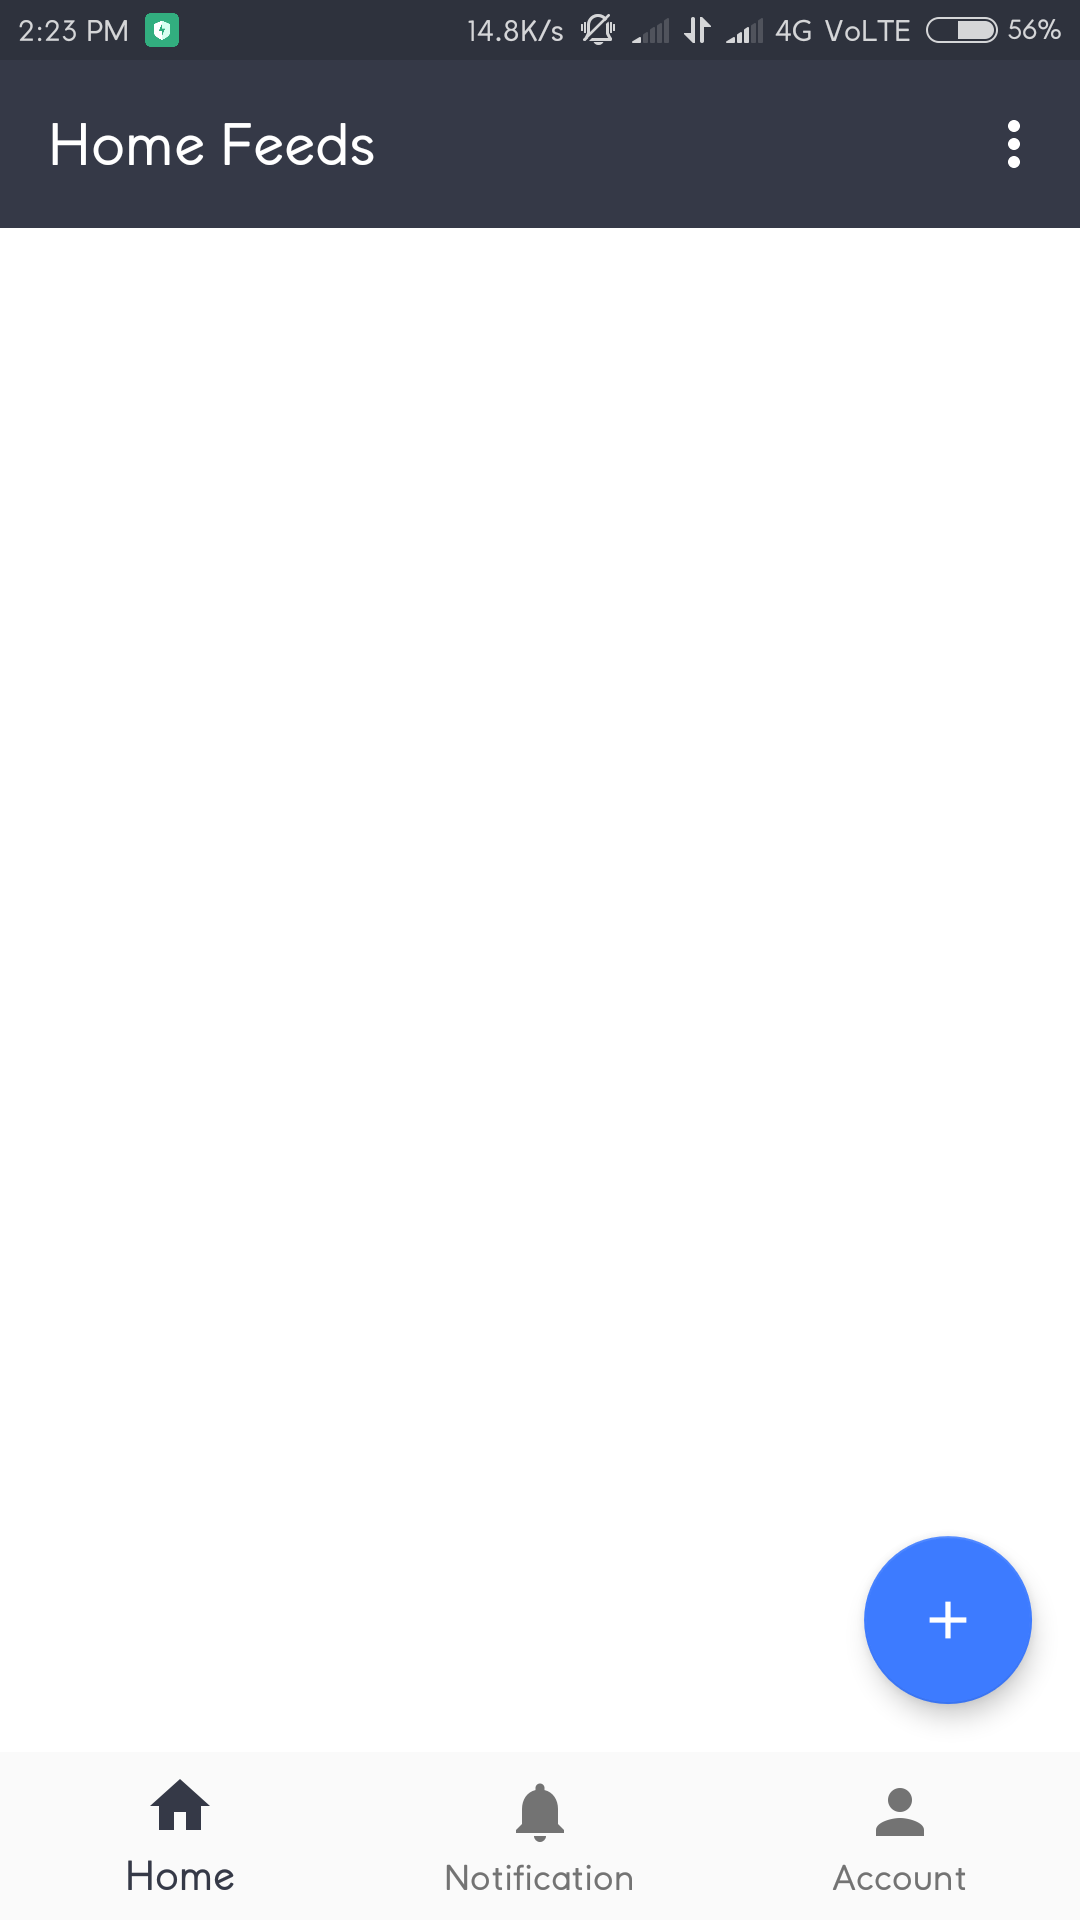 2:23 PM 14.8K/s 4G VoLTE 56%
Home Feeds
Home Notification Account